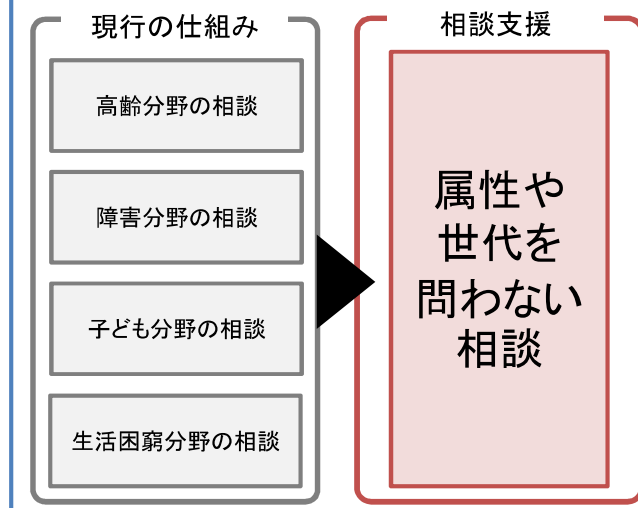 現行の仕組み
高齢分野の相談
障害分野の相談
子ども分野の相談
生活困窮分野の相談
相談支援
属性や
世代を
問わない
相談